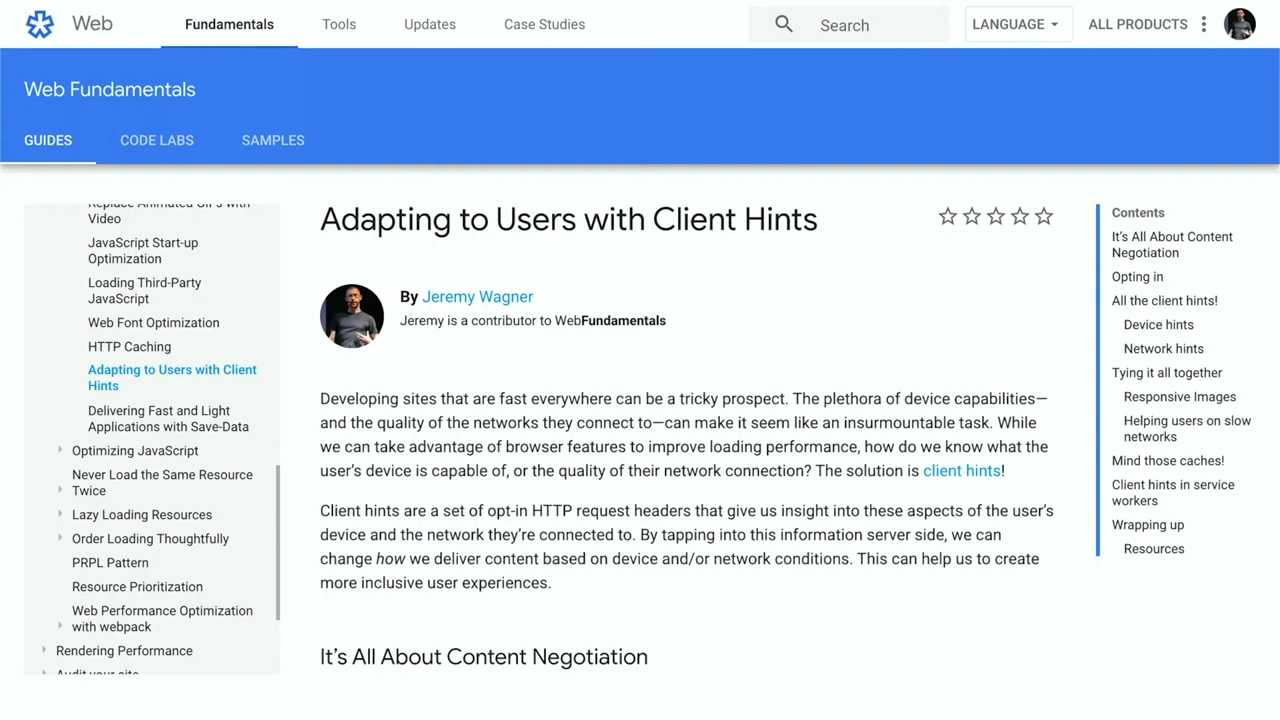 Web
Fundamentals
Tools
Updates
Case Studies
Search
LANGUAGE
ALL PRODUCTS
Web Fundamentals
GUIDES
CODE LABS
SAMPLES
Replace Animated GIFs with
Video
JavaScript Start-up
Optimization
Loading Third-Party
JavaScript
Web Font Optimization
HTTP Caching
Adapting to Users with Client
Hints
Delivering Fast and Light
Applications with Save-Data
Optimizing JavaScript
Never Load the Same Resource
Twice
Lazy Loading Resources
Order Loading Thoughtfully
PRPL Pattern
Resource Prioritization
Web Performance Optimization
with webpack
Rendering Performance
Audit your site
Adapting to Users with Client Hints
By Jeremy Wagner
Jeremy is a contributor to WebFundamentals
Developing sites that are fast everywhere can be a tricky prospect. The plethora of device capabilities—
and the quality of the networks they connect to—can make it seem like an insurmountable task. While
we can take advantage of browser features to improve loading performance, how do we know what the
user’s device is capable of, or the quality of their network connection? The solution is client hints!
Client hints are a set of opt-in HTTP request headers that give us insight into these aspects of the user’s
device and the network they’re connected to. By tapping into this information server side, we can
change how we deliver content based on device and/or network conditions. This can help us to create
more inclusive user experiences.
It’s All About Content Negotiation
Contents
It’s All About Content
Negotiation
Opting in
All the client hints!
Device hints
Network hints
Tying it all together
Responsive Images
Helping users on slow
networks
Mind those caches!
Client hints in service
workers
Wrapping up
Resources